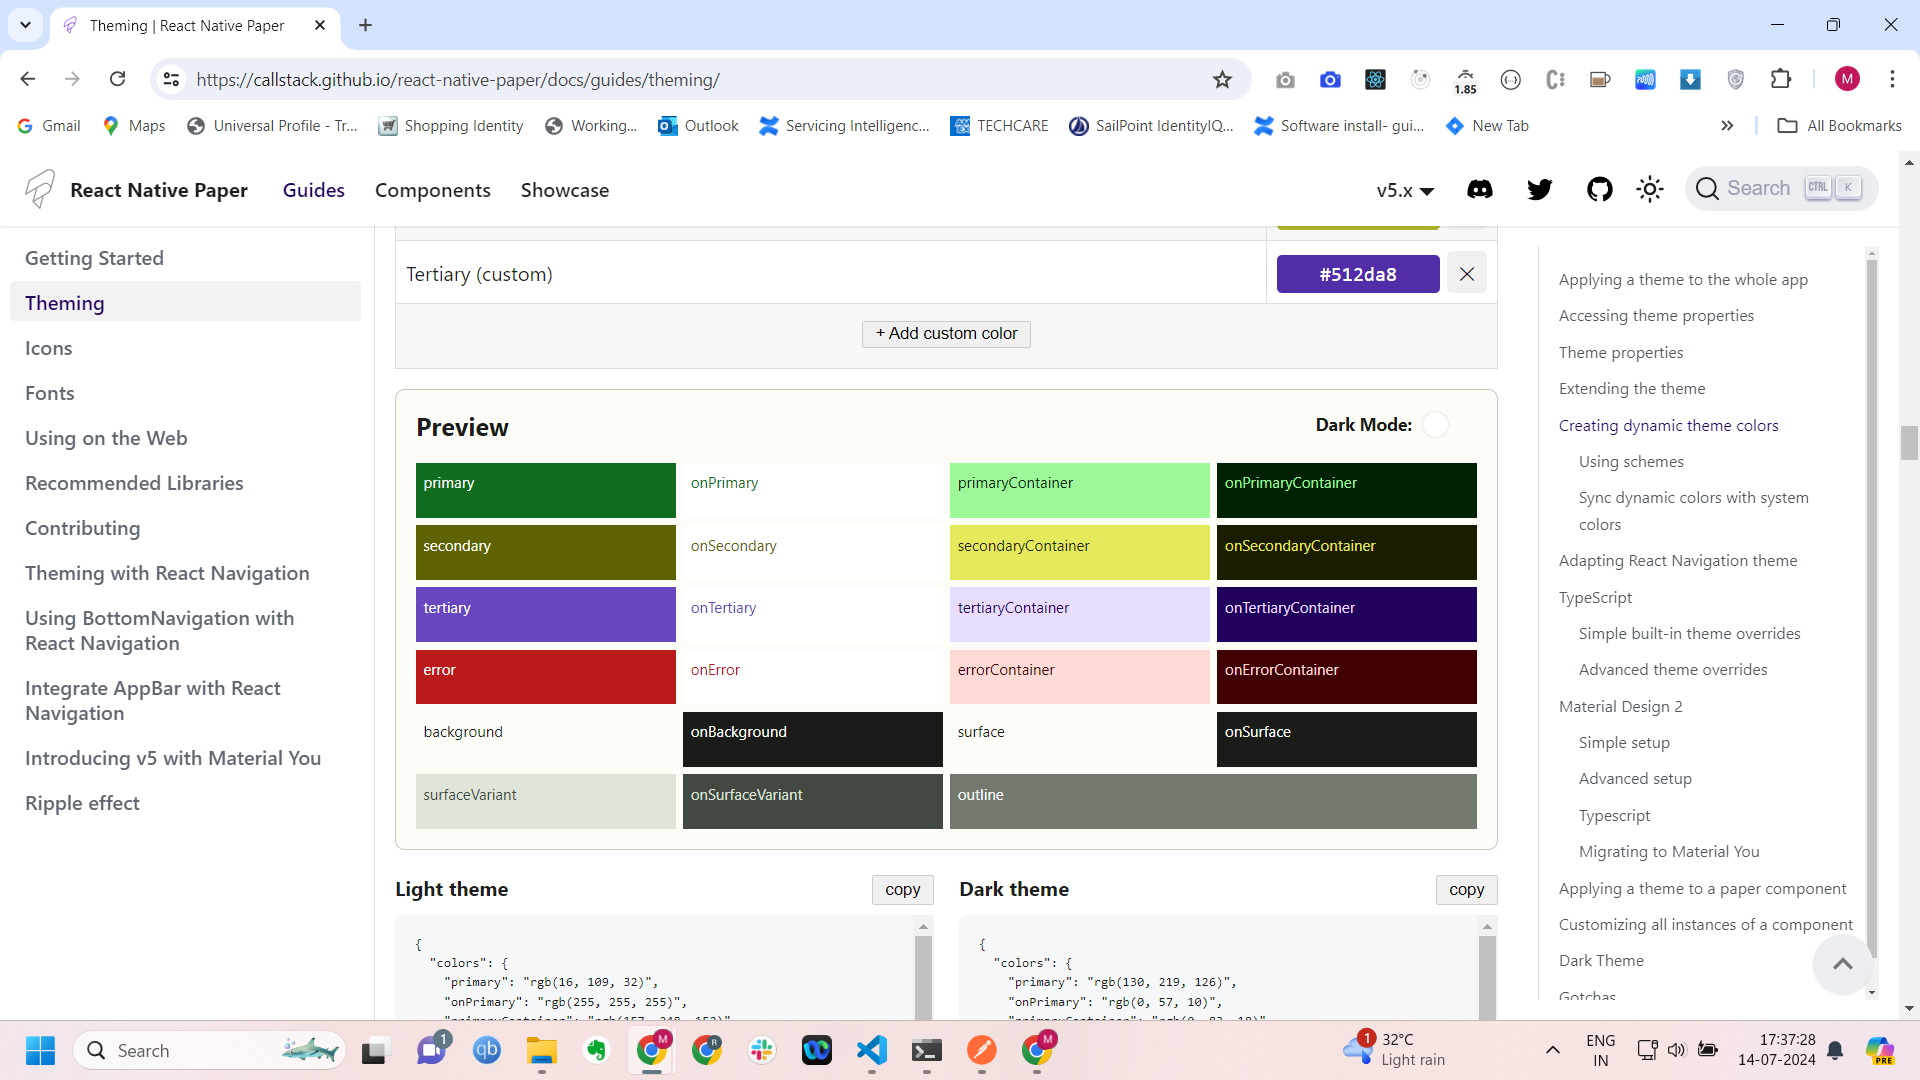 Theming | React Native Paper
https://callstack.github.io/react-native-paper/docs/guides/theming/
1.85
M
Gmail
Maps
Universal Profile - Tr...
Shopping Identity
Working...
Outlook
Servicing Intelligenc...
TECHCARE
SailPoint IdentityIQ...
Software install- gui...
New Tab
All Bookmarks
React Native Paper
Guides
Components
Showcase
v5.x
Search
CTRL
K
Getting Started
Theming
Icons
Fonts
Using on the Web
Recommended Libraries
Contributing
Theming with React Navigation
Using BottomNavigation with
React Navigation
Integrate AppBar with React
Navigation
Introducing v5 with Material You
Ripple effect
Tertiary (custom)
#512da8
+ Add custom color
Preview
Dark Mode:
primary
onPrimary
primaryContainer
onPrimaryContainer
secondary
onSecondary
secondaryContainer
onSecondaryContainer
tertiary
onTertiary
tertiaryContainer
onTertiaryContainer
error
onError
errorContainer
onErrorContainer
background
onBackground
surface
onSurface
surfaceVariant
onSurfaceVariant
outline
Light theme
copy
{
"colors": {
"primary": "rgb(16, 109, 32)",
"onPrimary": "rgb(255, 255, 255)",
Dark theme
copy
{
"colors": {
"primary": "rgb(130, 219, 126)",
"onPrimary": "rgb(0, 57, 10)",
Applying a theme to the whole app
Accessing theme properties
Theme properties
Extending the theme
Creating dynamic theme colors
Using schemes
Sync dynamic colors with system
colors
Adapting React Navigation theme
TypeScript
Simple built-in theme overrides
Advanced theme overrides
Material Design 2
Simple setup
Advanced setup
Typescript
Migrating to Material You
Applying a theme to a paper component
Customizing all instances of a component
Dark Theme
Gotchas
Search
1
qb
M
R
M
1
32°C
Light rain
ENG
IN
17:37:28
14-07-2024
PRE